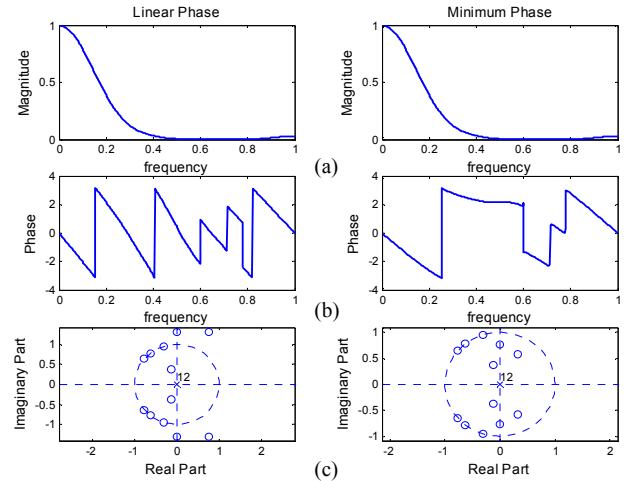 Linear Phase
Minimum Phase
Magnitude
1
0.5
0
0 0.2 0.4 0.6 0.8 1
frequency
Magnitude
1
0.5
0
0 0.2 0.4 0.6 0.8 1
frequency
(a)
Phase
4
2
0
-2
-4
0 0.2 0.4 0.6 0.8 1
frequency
Phase
4
2
0
-2
-4
0 0.2 0.4 0.6 0.8 1
frequency
(b)
Imaginary Part
1
0.5
0
-0.5
-1
12
-2 -1 0 1 2
Real Part
Imaginary Part
1
0.5
0
-0.5
-1
12
-2 -1 0 1 2
Real Part
(c)